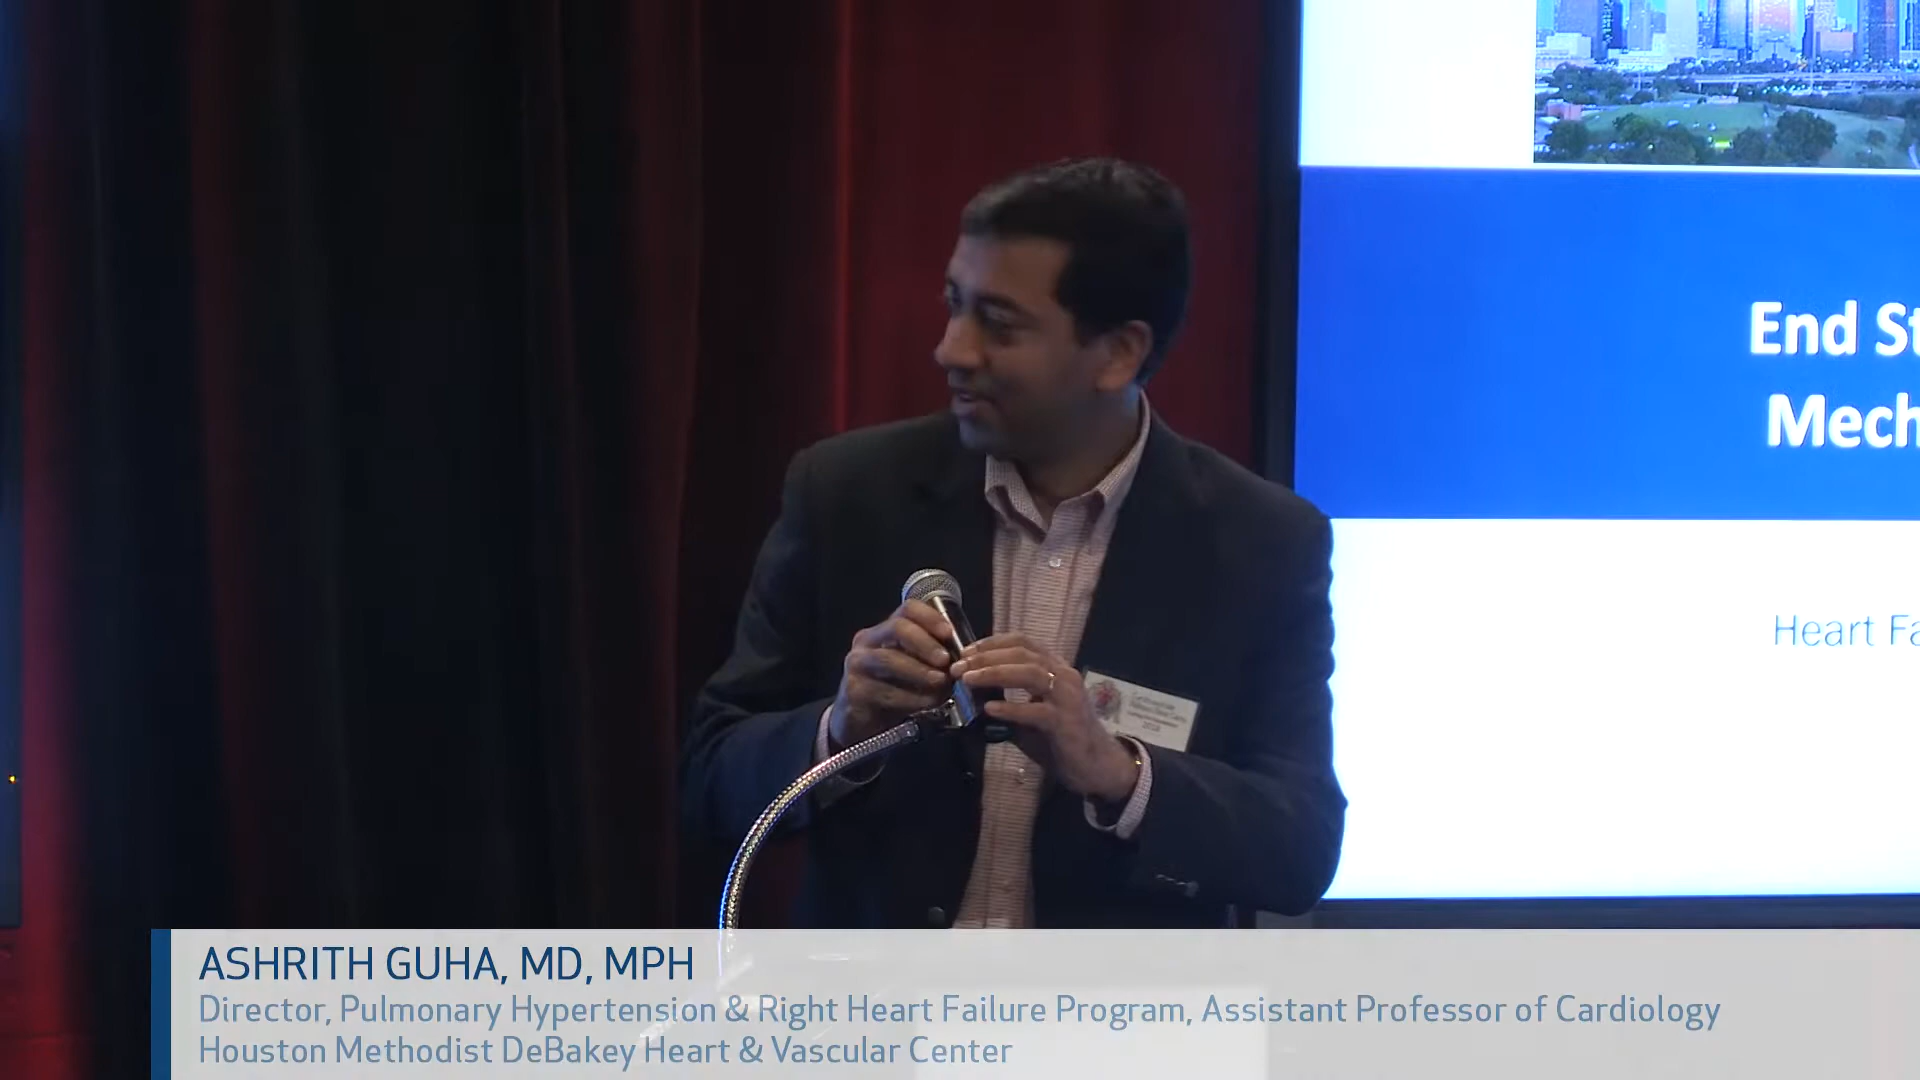 End St
Mech
Heart Fa
2018
ASHRITH GUHA, MD, MPH
Director, Pulmonary Hypertension & Right Heart Failure Program, Assistant Professor of Cardiology
Houston Methodist DeBakey Heart & Vascular Center